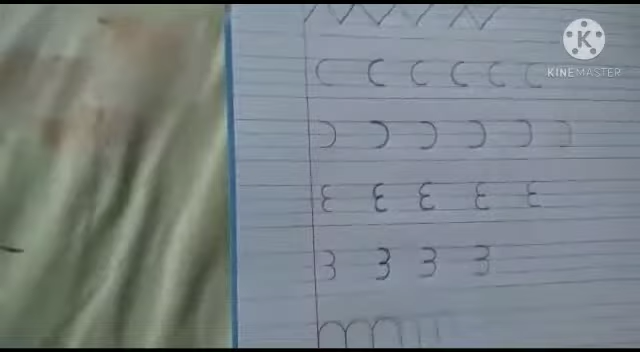 K
KINEMASTER
C C C C C C
Ɛ Ɛ Ɛ Ɛ Ɛ
3 3 3 3